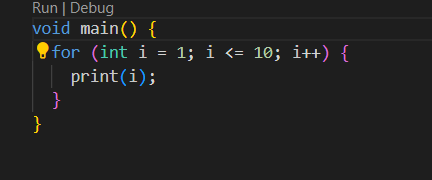 Run | Debug
void main() {
for (int i = 1; i <= 10; i++) {
print(i);
}
}